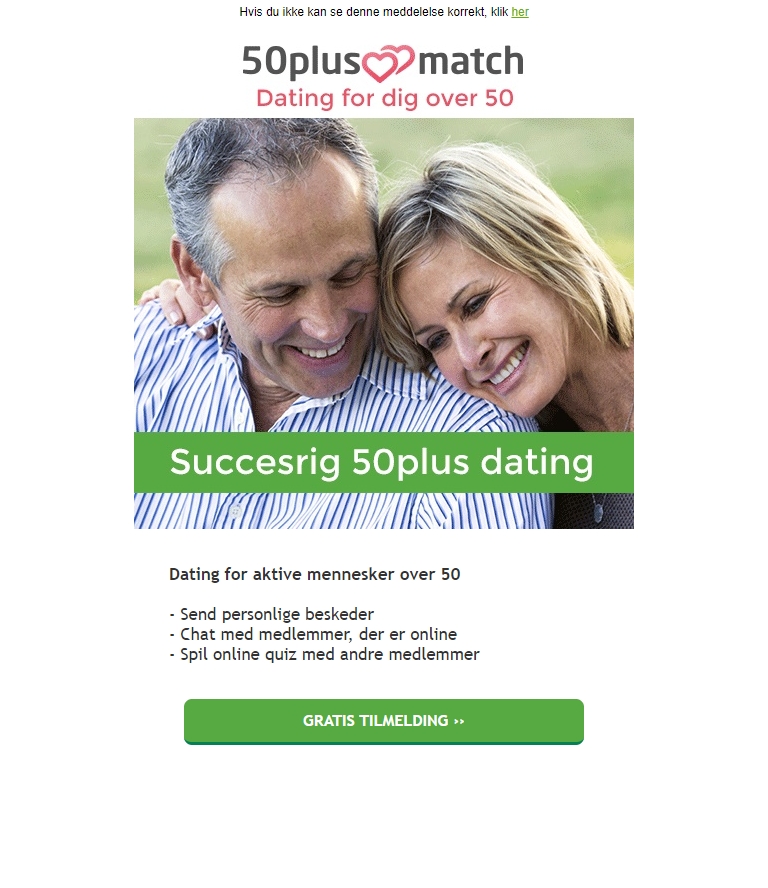 Hvis du ikke kan se denne meddelelse korrekt, klik her
50plus match
Dating for dig over 50
Succesrig 50plus dating
Dating for aktive mennesker over 50
- Send personlige beskeder
- Chat med medlemmer, der er online
- Spil online quiz med andre medlemmer
GRATIS TILMELDING ››